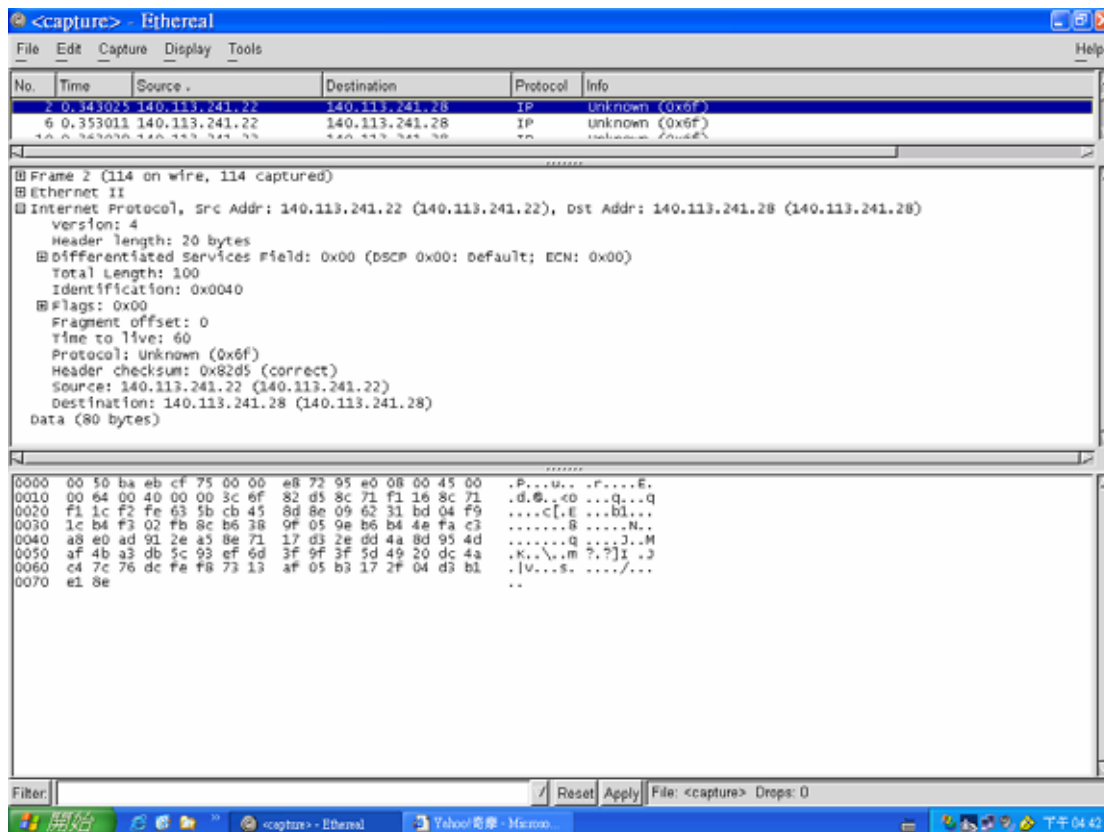 <capture> - Ethereal
File Edit Capture Display Tools Help
No. Time Source . Destination Protocol Info
2 0.343025 140.113.241.22 140.113.241.28 IP Unknown (0x6f)
6 0.353011 140.113.241.22 140.113.241.28 IP Unknown (0x6f)
Frame 2 (114 on wire, 114 captured)
Ethernet II
Internet Protocol, Src Addr: 140.113.241.22 (140.113.241.22), Dst Addr: 140.113.241.28 (140.113.241.28)
Version: 4
Header length: 20 bytes
Differentiated Services Field: 0x00 (DSCP 0x00: Default; ECN: 0x00)
Total Length: 100
Identification: 0x0040
Flags: 0x00
Fragment offset: 0
Time to live: 60
Protocol: Unknown (0x6f)
Header checksum: 0x82d5 (correct)
Source: 140.113.241.22 (140.113.241.22)
Destination: 140.113.241.28 (140.113.241.28)
Data (80 bytes)
0000 00 50 ba eb cf 75 00 00 e8 72 95 e0 08 00 45 00 .P...u.. .r....E.
0010 00 64 00 40 00 00 3c 6f 82 d5 8c 71 f1 16 8c 71 .d.@..<o ...q...q
0020 f1 1c f2 fe 63 5b cb 45 8d 8e 09 62 31 bd 04 f9 ....c[.E ...b1...
0030 1c b4 f3 02 fb 8c b6 38 9f 05 9e b6 b4 4e fa c3 .......8 .....N..
0040 a8 e0 ad 91 2e a5 8e 71 17 d3 2e dd 4a 8d 95 4d .......q ....J..M
0050 af 4b a3 db 5c 93 ef 6d 3f 9f 3f 5d 49 20 dc 4a .K..\..m ?.?]I .J
0060 c4 7c 76 dc fe f8 73 13 af 05 b3 17 2f 04 d3 b1 .|v...s. ..../...
0070 e1 8e ..
Filter: / Reset Apply File: <capture> Drops: 0
開始 <capture> - Ethereal Yahoo!奇摩 - Microso... 下午 04:42